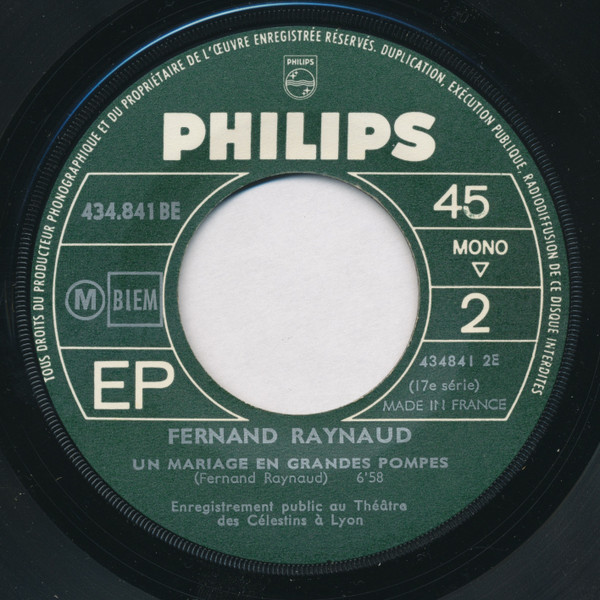 TOUS DROITS DU PRODUCTEUR PHONOGRAPHIQUE ET DU PROPRIÉTAIRE DE L'ŒUVRE ENREGISTRÉE RÉSERVÉS. DUPLICATION, EXÉCUTION PUBLIQUE, RADIODIFFUSION DE CE DISQUE INTERDITES
PHILIPS
PHILIPS
434.841 BE
45
MONO
M
BIEM
2
EP
434841 2E
(17e série)
MADE IN FRANCE
FERNAND RAYNAUD
UN MARIAGE EN GRANDES POMPES
(Fernand Raynaud) 6'58
Enregistrement public au Théâtre
des Célestins à Lyon